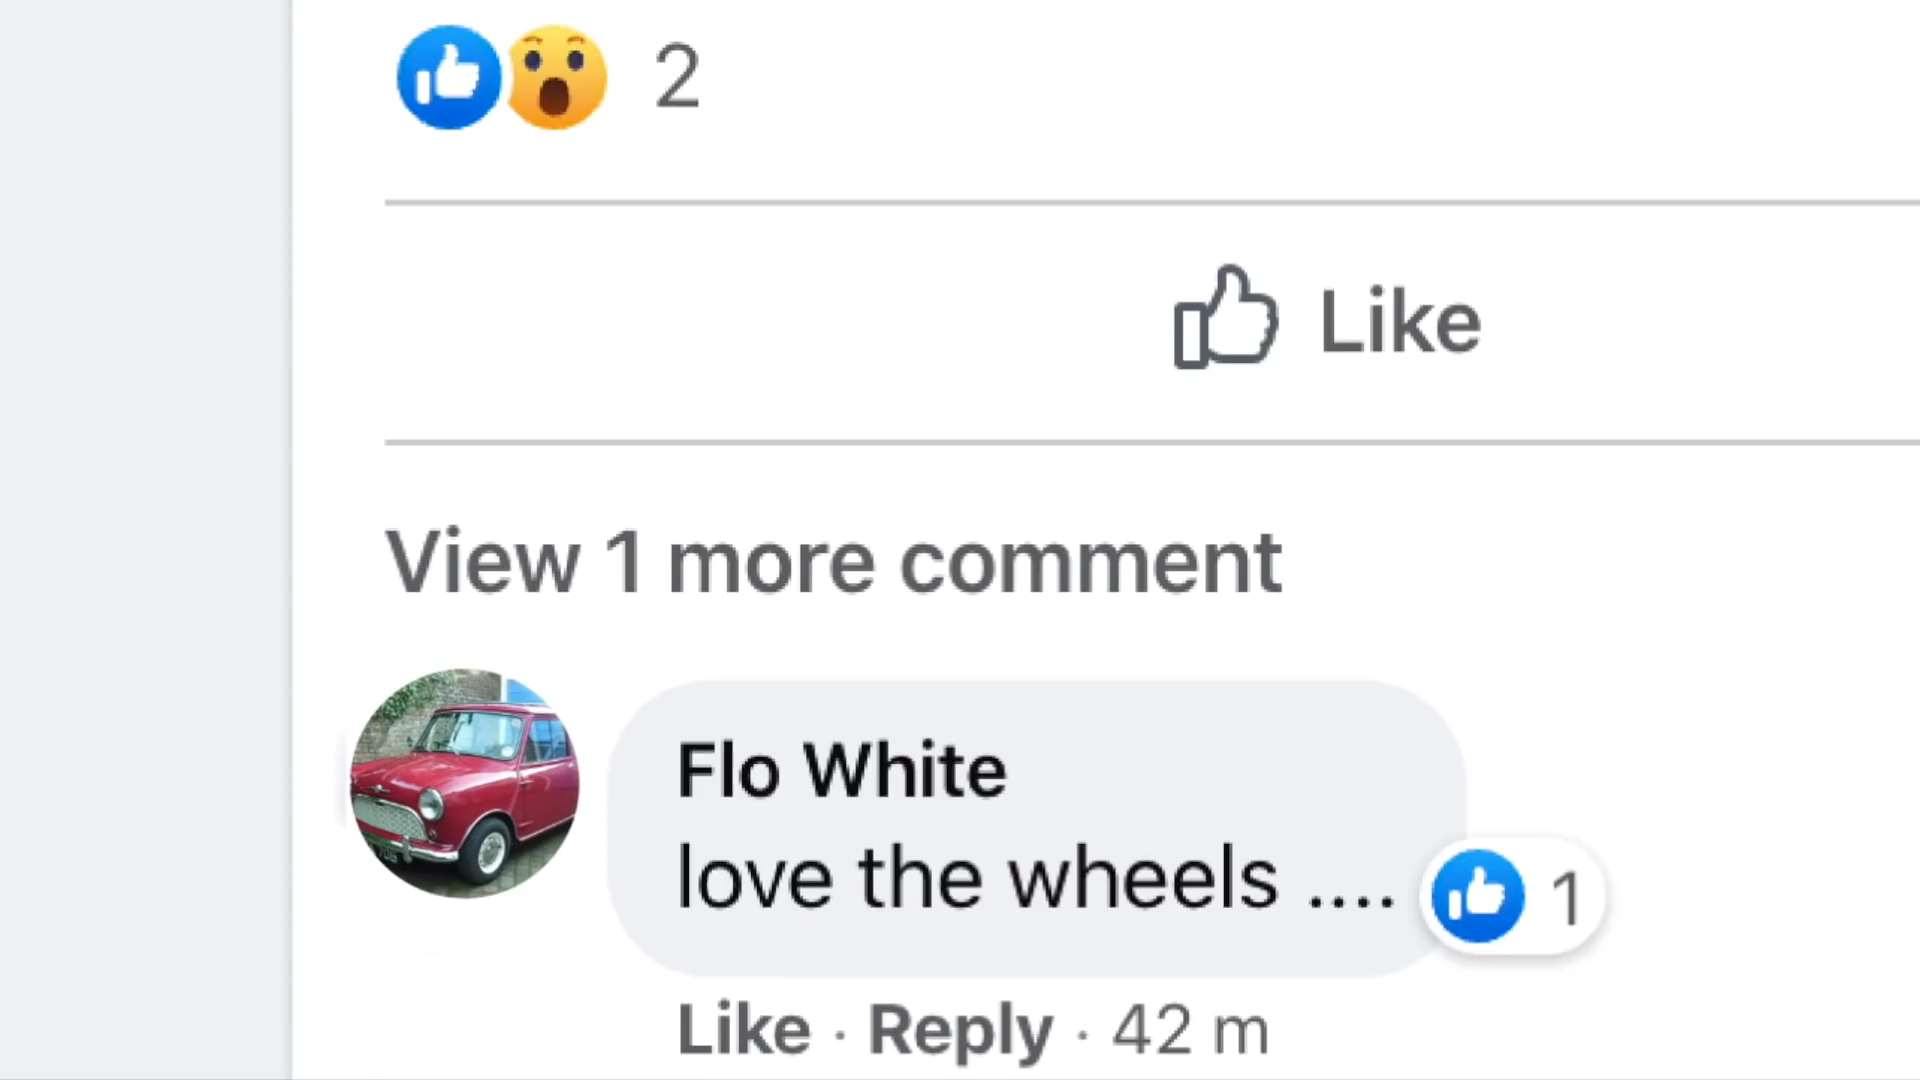 2
Like
View 1 more comment
Flo White
love the wheels ....
1
Like · Reply · 42 m